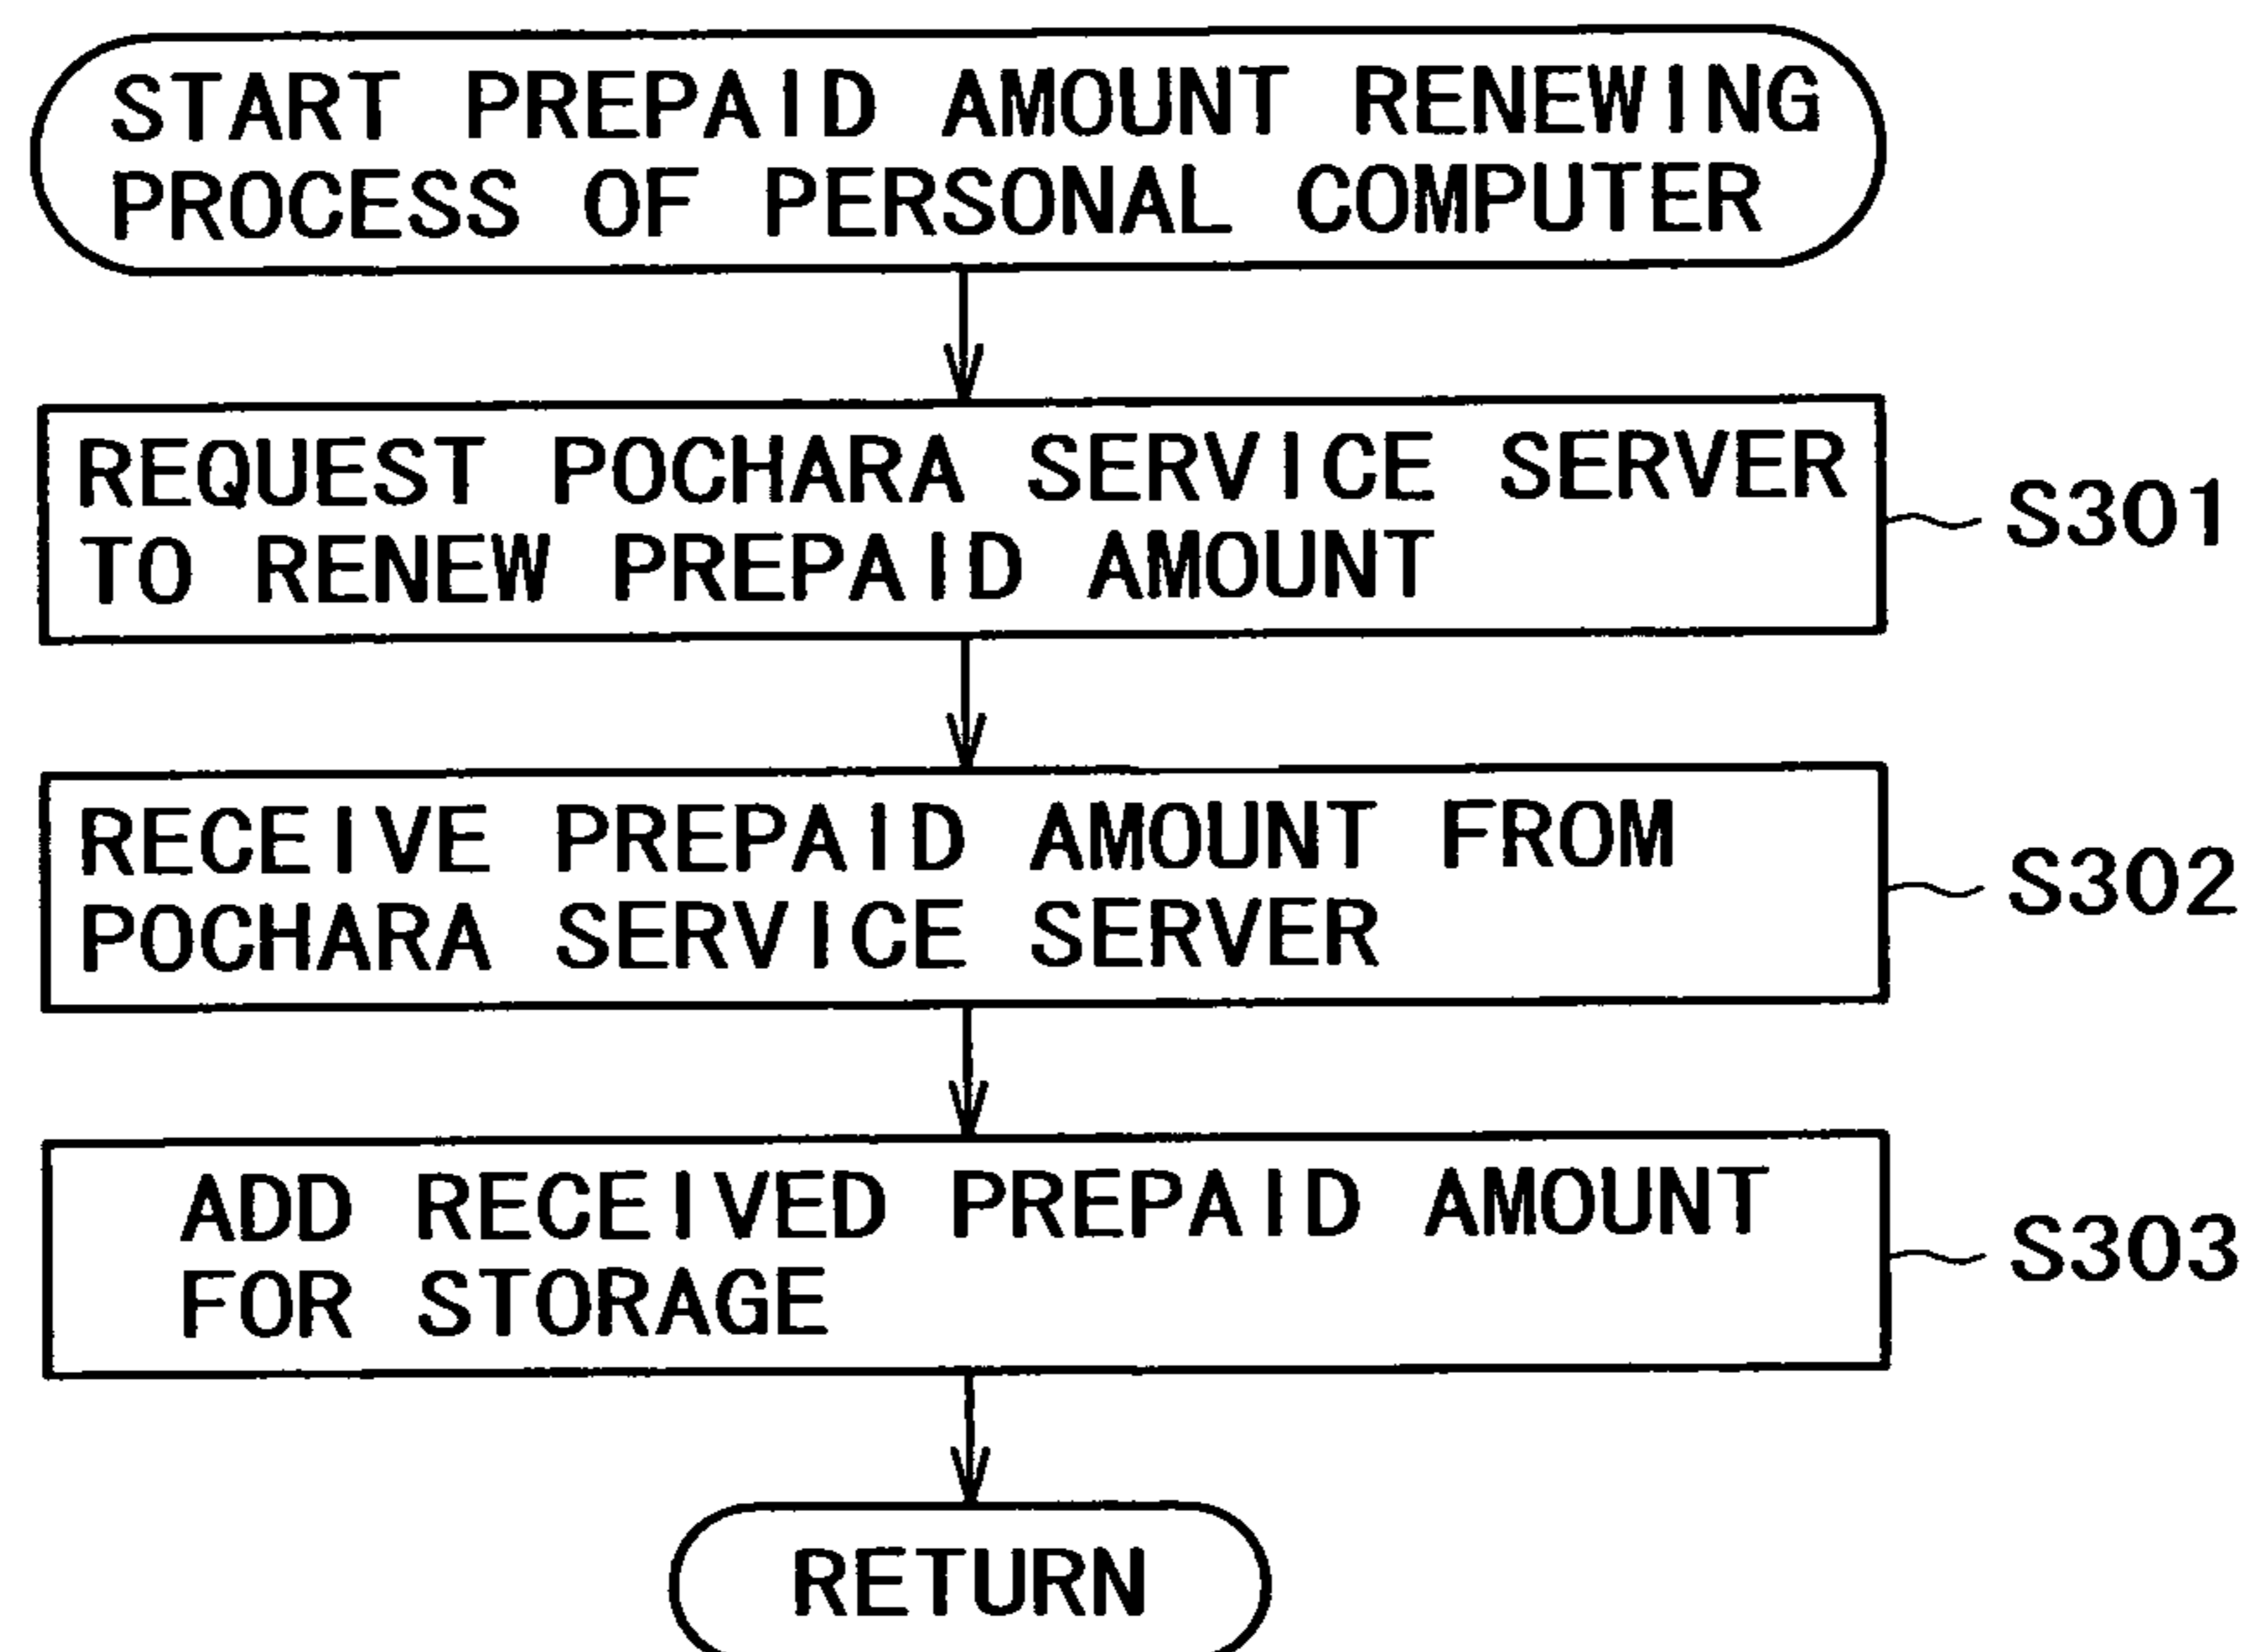 START PREPAID AMOUNT RENEWING
PROCESS OF PERSONAL COMPUTER
REQUEST POCHARA SERVICE SERVER
TO RENEW PREPAID AMOUNT
S301
RECEIVE PREPAID AMOUNT FROM
POCHARA SERVICE SERVER
S302
ADD RECEIVED PREPAID AMOUNT
FOR STORAGE
S303
RETURN